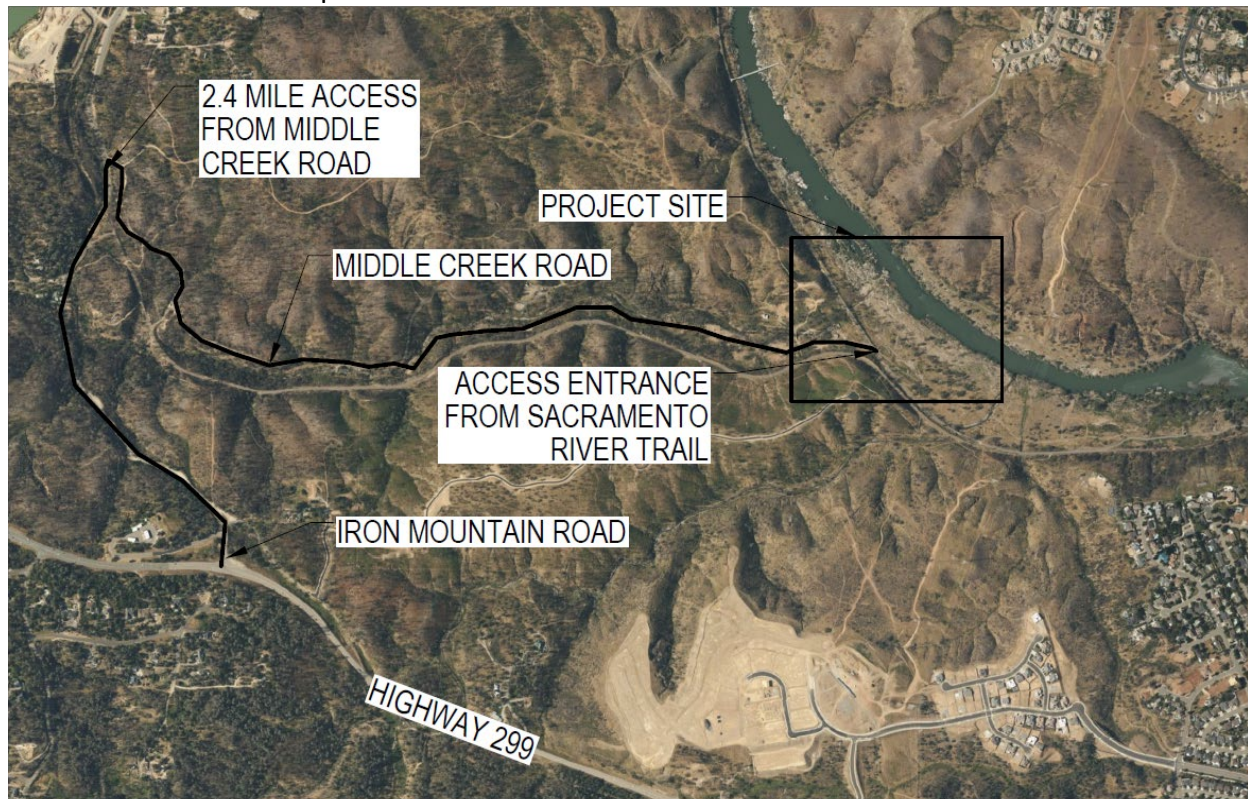 2.4 MILE ACCESS
FROM MIDDLE
CREEK ROAD
PROJECT SITE
MIDDLE CREEK ROAD
ACCESS ENTRANCE
FROM SACRAMENTO
RIVER TRAIL
IRON MOUNTAIN ROAD
HIGHWAY 299